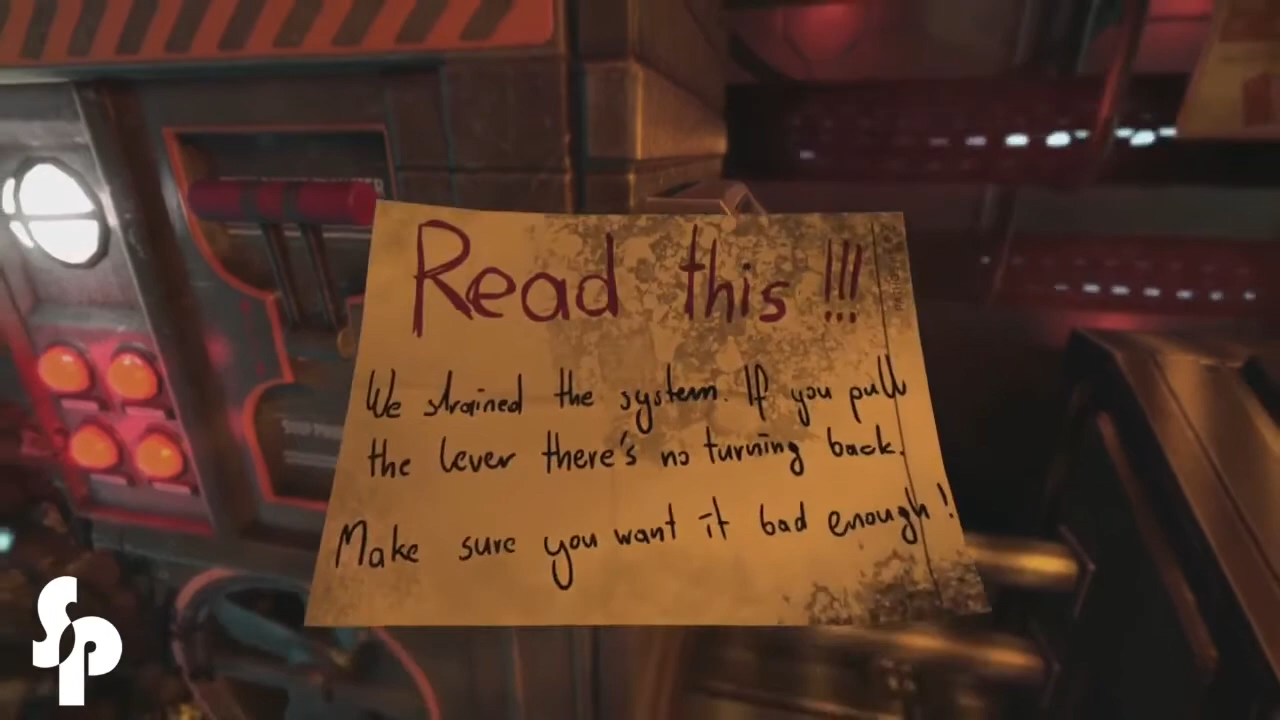 Read this!!!
We strained the system. If you pull
the lever there's no turning back.
Make sure you want it bad enough!
SP